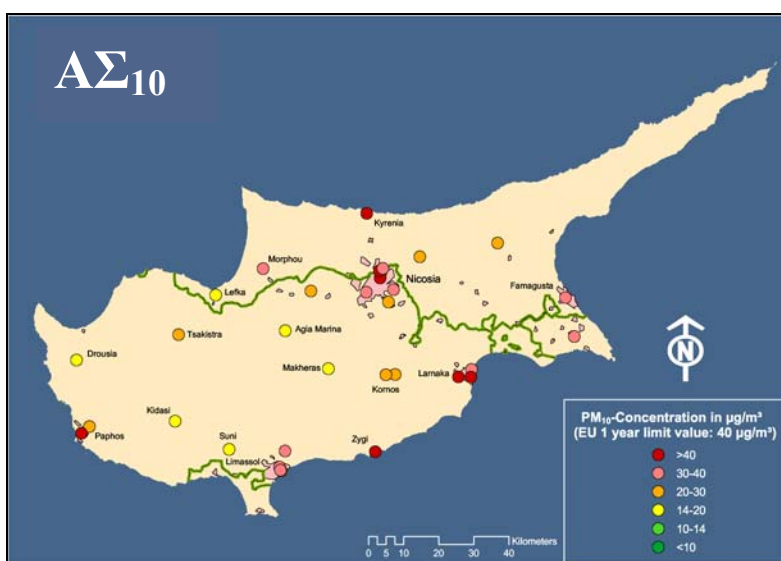 ΑΣ₁₀
Kyrenia
Morphou
Nicosia
Famagusta
Lefka
Tsakistra
Agia Marina
Drousia
Makheras
Kornos
Larnaka
Kidasi
Paphos
Suni
Zygi
Limassol
N
PM₁₀-Concentration in µg/m³
(EU 1 year limit value: 40 µg/m³)
>40
30-40
20-30
14-20
10-14
<10
Kilometers
0 5 10 20 30 40